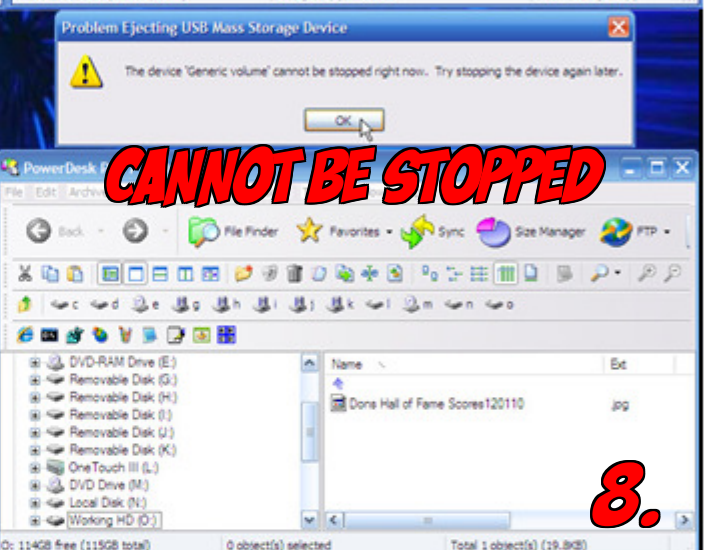 Problem Ejecting USB Mass Storage Device
The device 'Generic volume' cannot be stopped right now. Try stopping the device again later.
OK
CANNOT BE STOPPED
PowerDesk
File Edit Archive
Back File Finder Favorites Sync Size Manager FTP
c d e g h i j k l m n o
DVD-RAM Drive (E:)
Removable Disk (G:)
Removable Disk (H:)
Removable Disk (I:)
Removable Disk (J:)
Removable Disk (K:)
OneTouch III (L:)
DVD Drive (M:)
Local Disk (N:)
Working HD (O:)
Name Ext
Dons Hall of Fame Scores120110 jpg
8.
O: 114GB free (115GB total) 0 object(s) selected Total 1 object(s) (19.8KB)